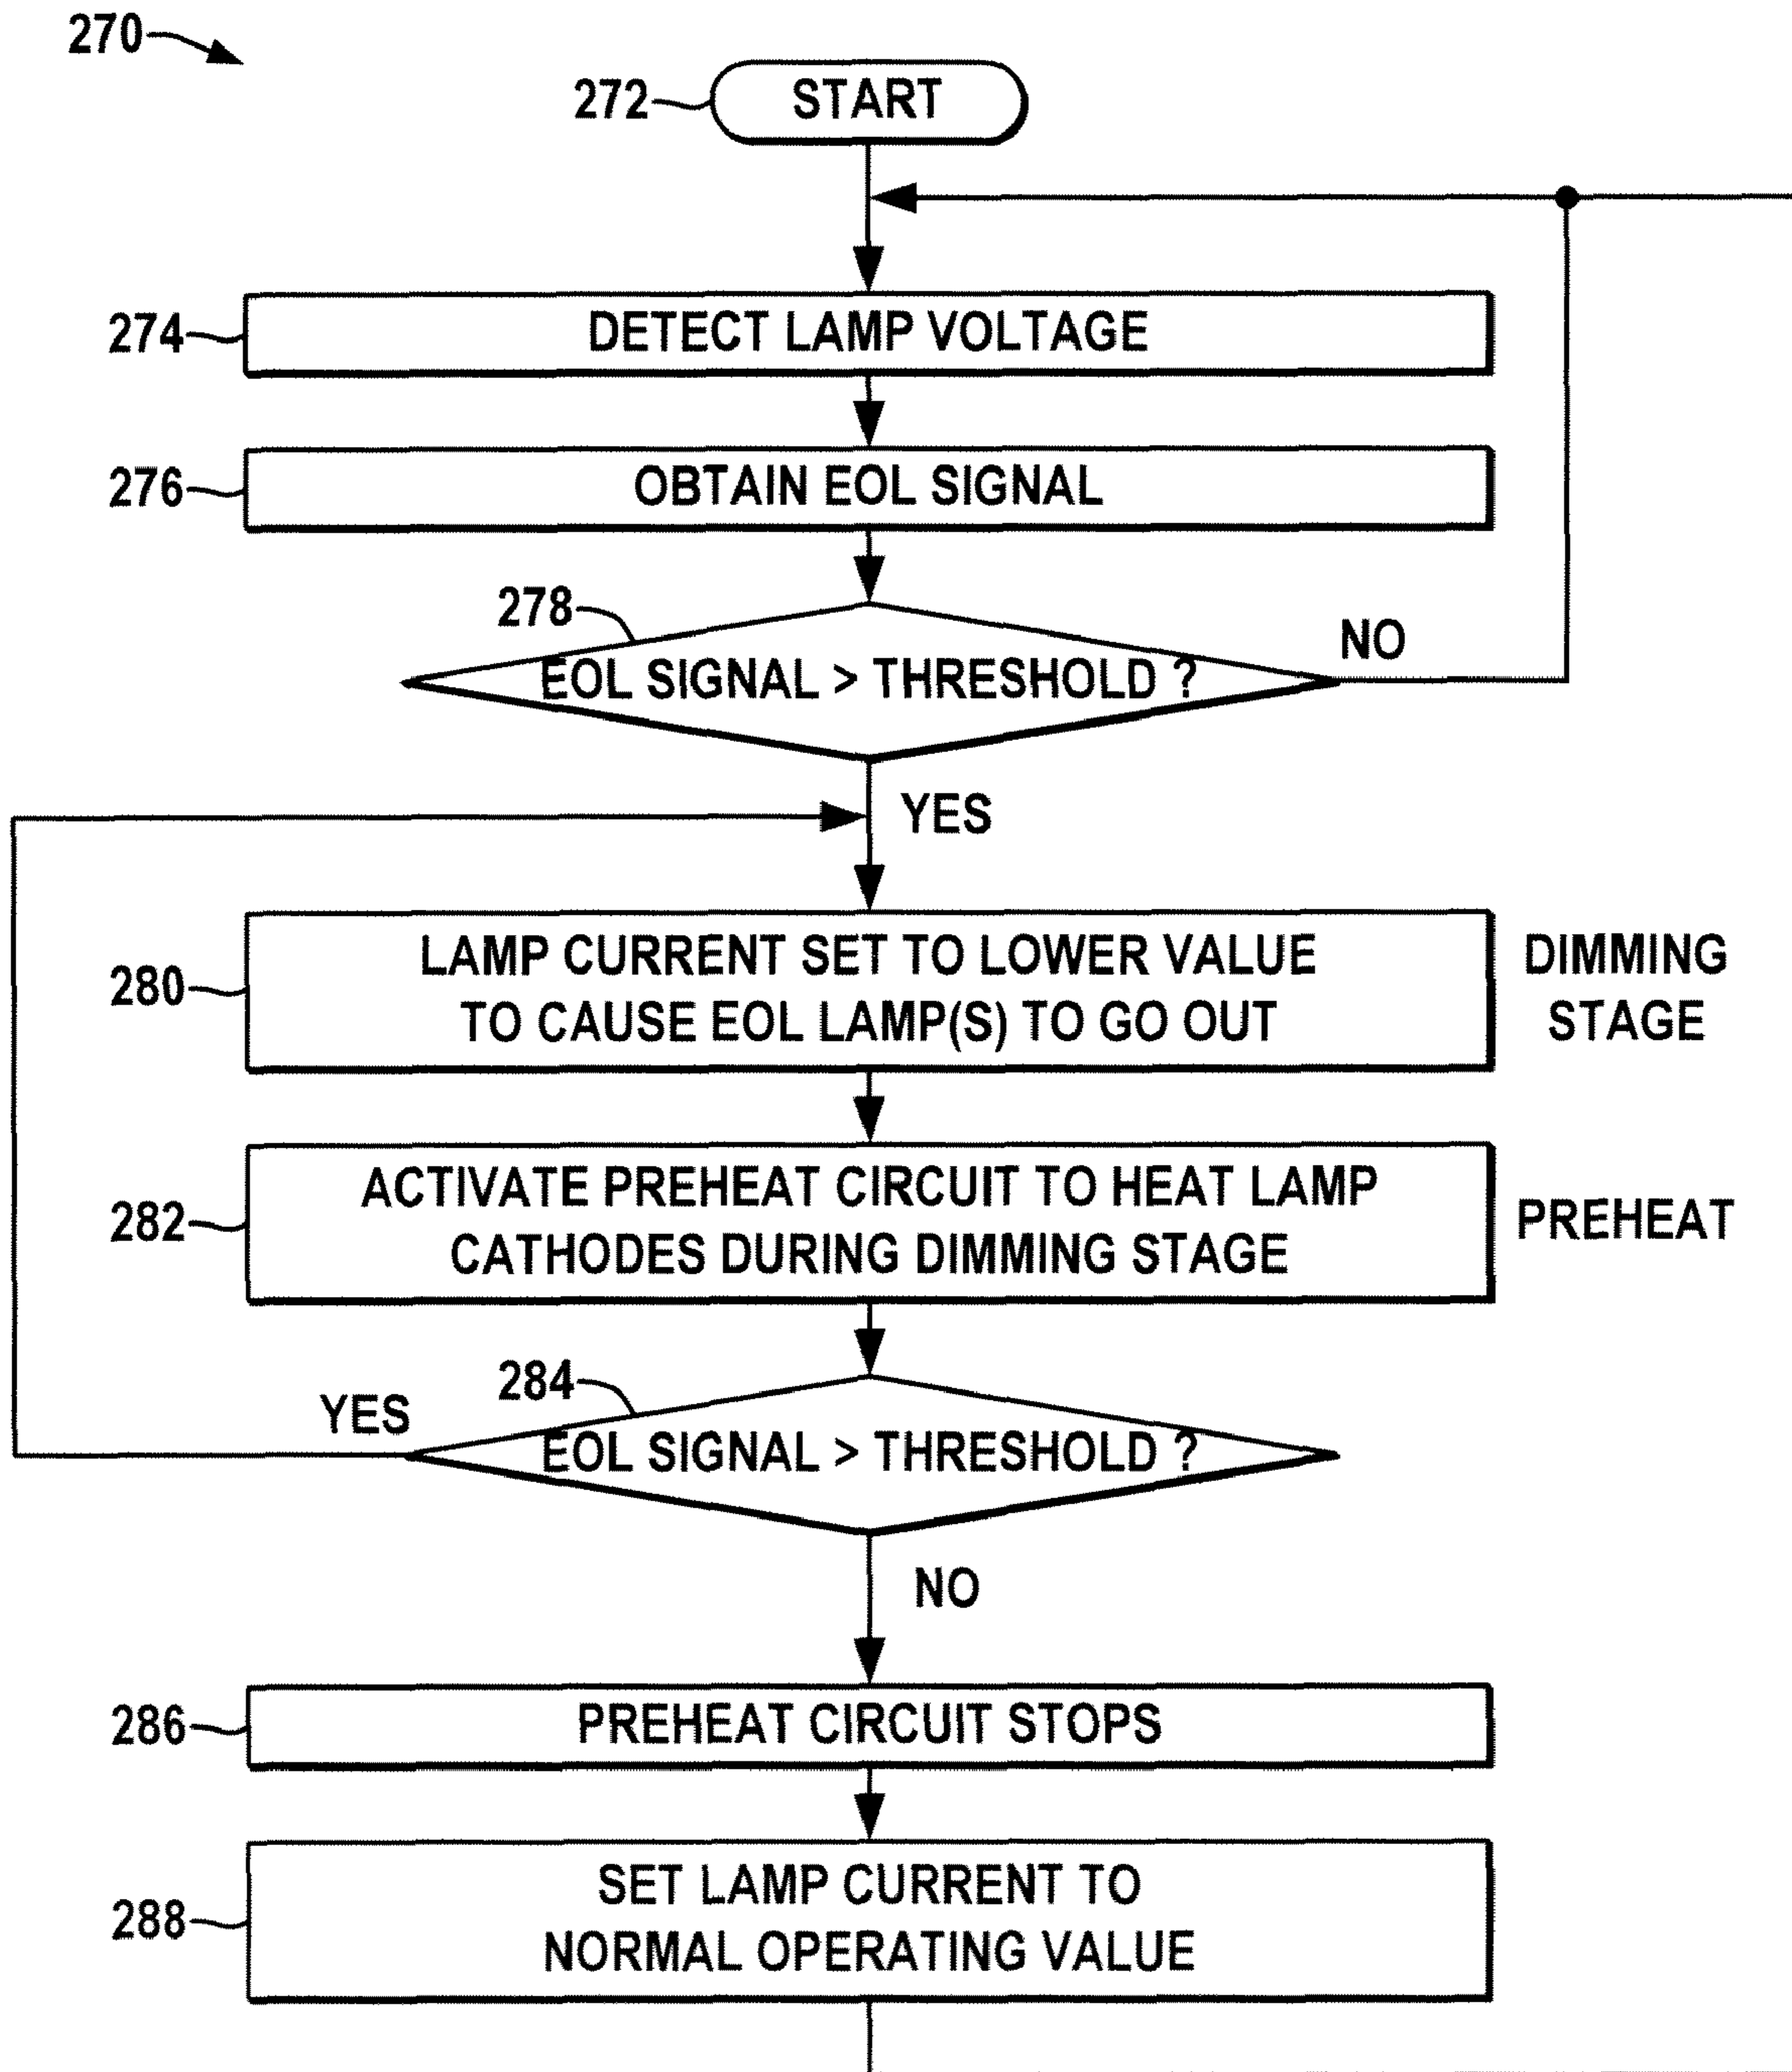 270
272
START
274
DETECT LAMP VOLTAGE
276
OBTAIN EOL SIGNAL
278
EOL SIGNAL > THRESHOLD ?
NO
YES
280
LAMP CURRENT SET TO LOWER VALUE
TO CAUSE EOL LAMP(S) TO GO OUT
DIMMING
STAGE
282
ACTIVATE PREHEAT CIRCUIT TO HEAT LAMP
CATHODES DURING DIMMING STAGE
PREHEAT
284
YES
EOL SIGNAL > THRESHOLD ?
NO
286
PREHEAT CIRCUIT STOPS
288
SET LAMP CURRENT TO
NORMAL OPERATING VALUE